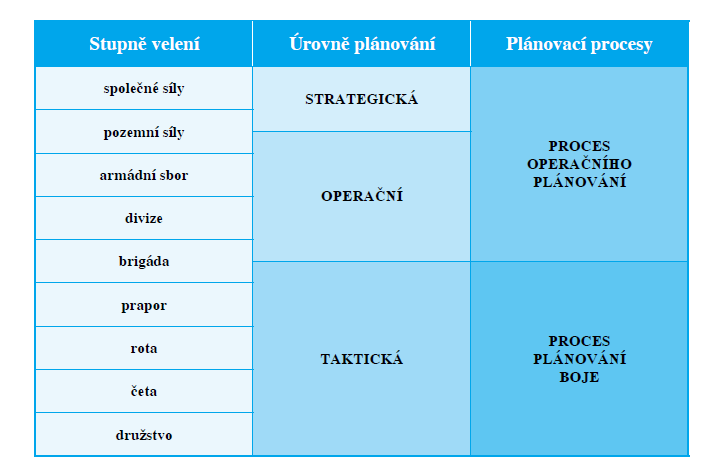 Stupně velení
Úrovně plánování
Plánovací procesy
společné síly
pozemní síly
armádní sbor
divize
brigáda
prapor
rota
četa
družstvo
STRATEGICKÁ
OPERAČNÍ
TAKTICKÁ
PROCES
OPERAČNÍHO
PLÁNOVÁNÍ
PROCES
PLÁNOVÁNÍ
BOJE